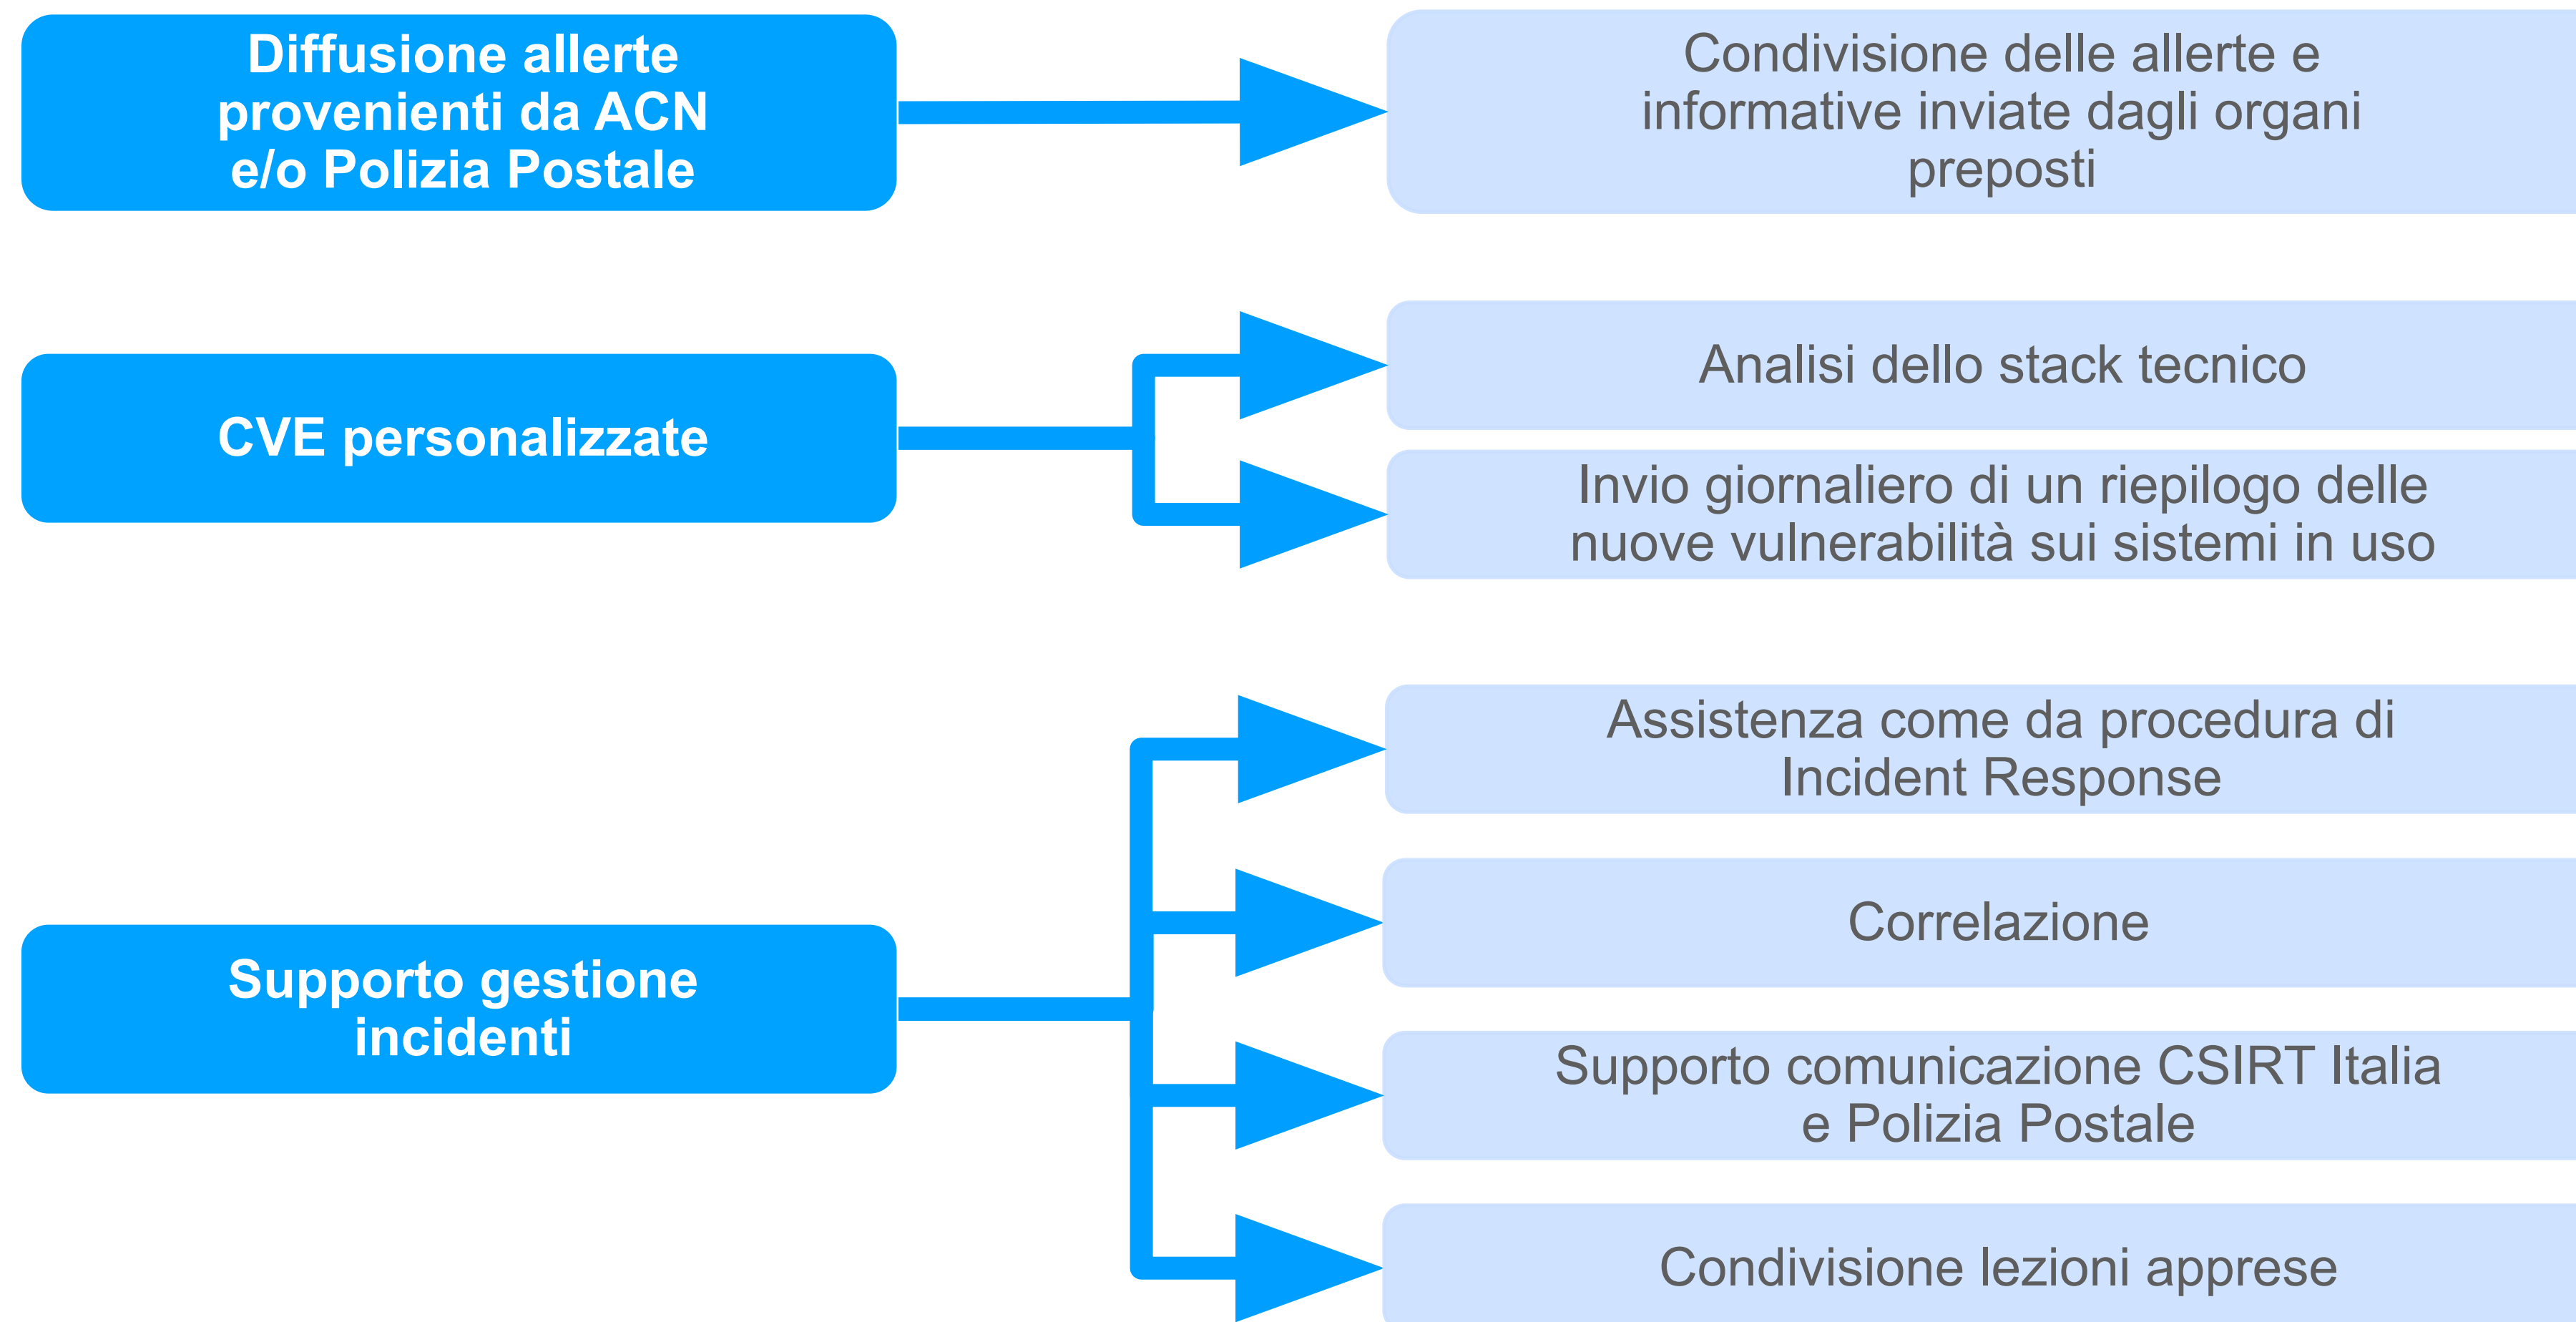 Diffusione allerte
provenienti da ACN
e/o Polizia Postale
Condivisione delle allerte e
informative inviate dagli organi
preposti
CVE personalizzate
Analisi dello stack tecnico
Invio giornaliero di un riepilogo delle
nuove vulnerabilità sui sistemi in uso
Supporto gestione
incidenti
Assistenza come da procedura di
Incident Response
Correlazione
Supporto comunicazione CSIRT Italia
e Polizia Postale
Condivisione lezioni apprese